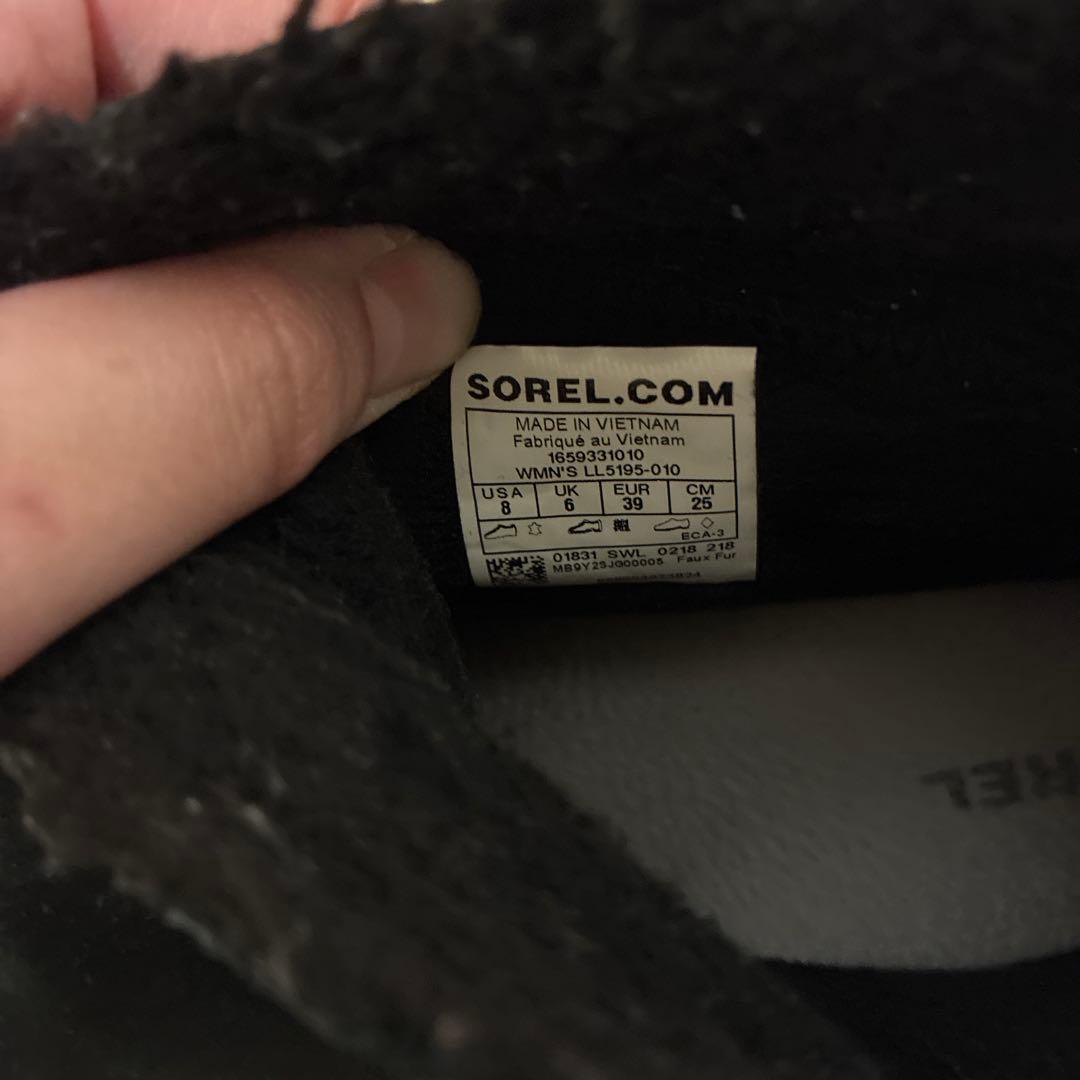 SOREL.COM
MADE IN VIETNAM
Fabriqué au Vietnam
1659331010
WMN'S LL5195-010
USA UK EUR CM
8 6 39 25
ECA-3
01831 SWL 0218 218
MB9Y2SJG00005 Faux Fur
REL